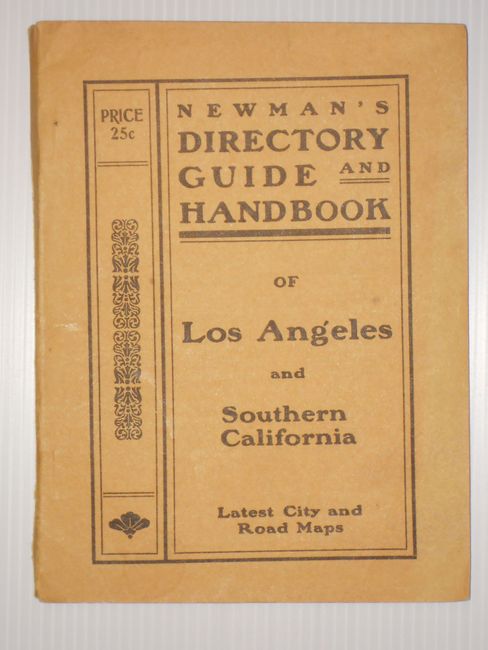 PRICE
25c
NEWMAN'S
DIRECTORY
GUIDE AND
HANDBOOK
OF
Los Angeles
and
Southern
California
Latest City and
Road Maps